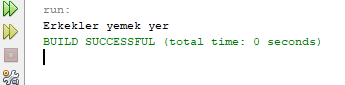 run:
Erkekler yemek yer
BUILD SUCCESSFUL (total time: 0 seconds)